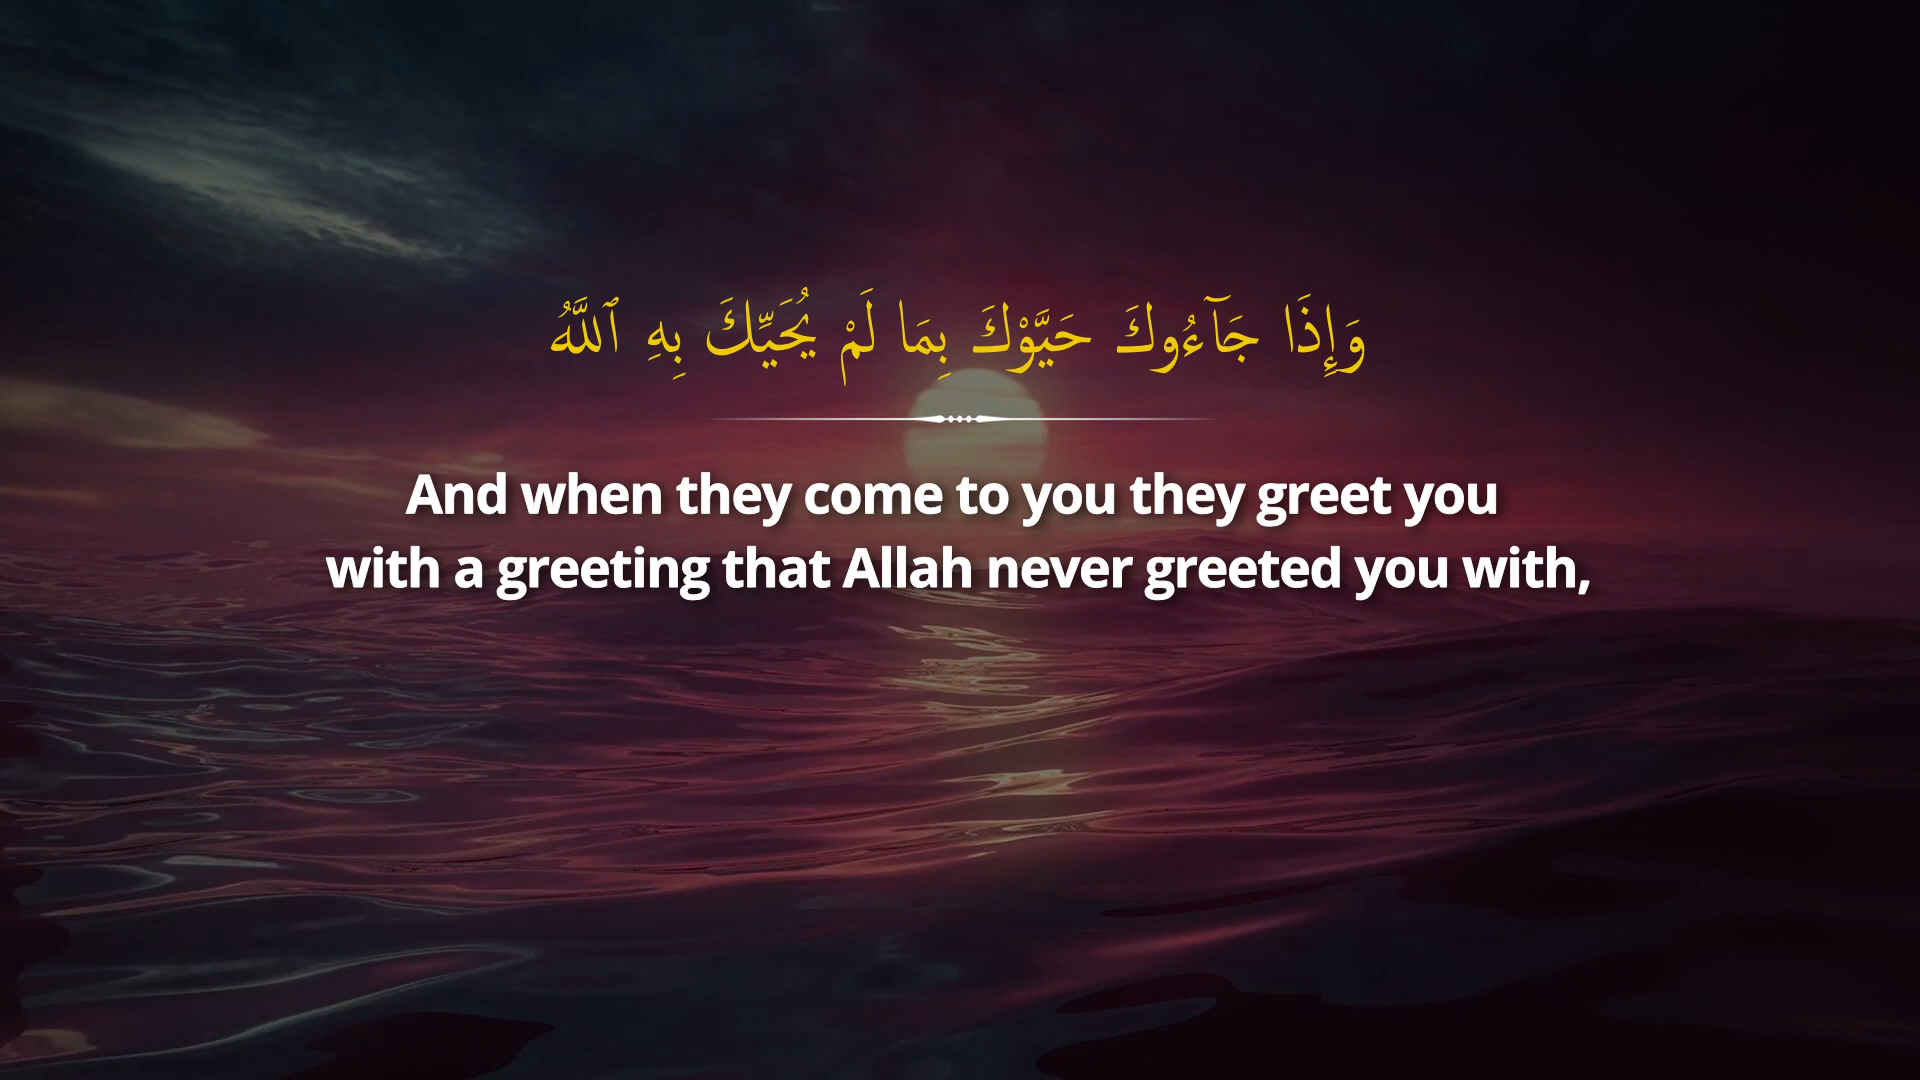 وَإِذَا جَآءُوكَ حَيَّوْكَ بِمَا لَمْ يُحَيِّكَ بِهِ ٱللَّهُ
And when they come to you they greet you
with a greeting that Allah never greeted you with,